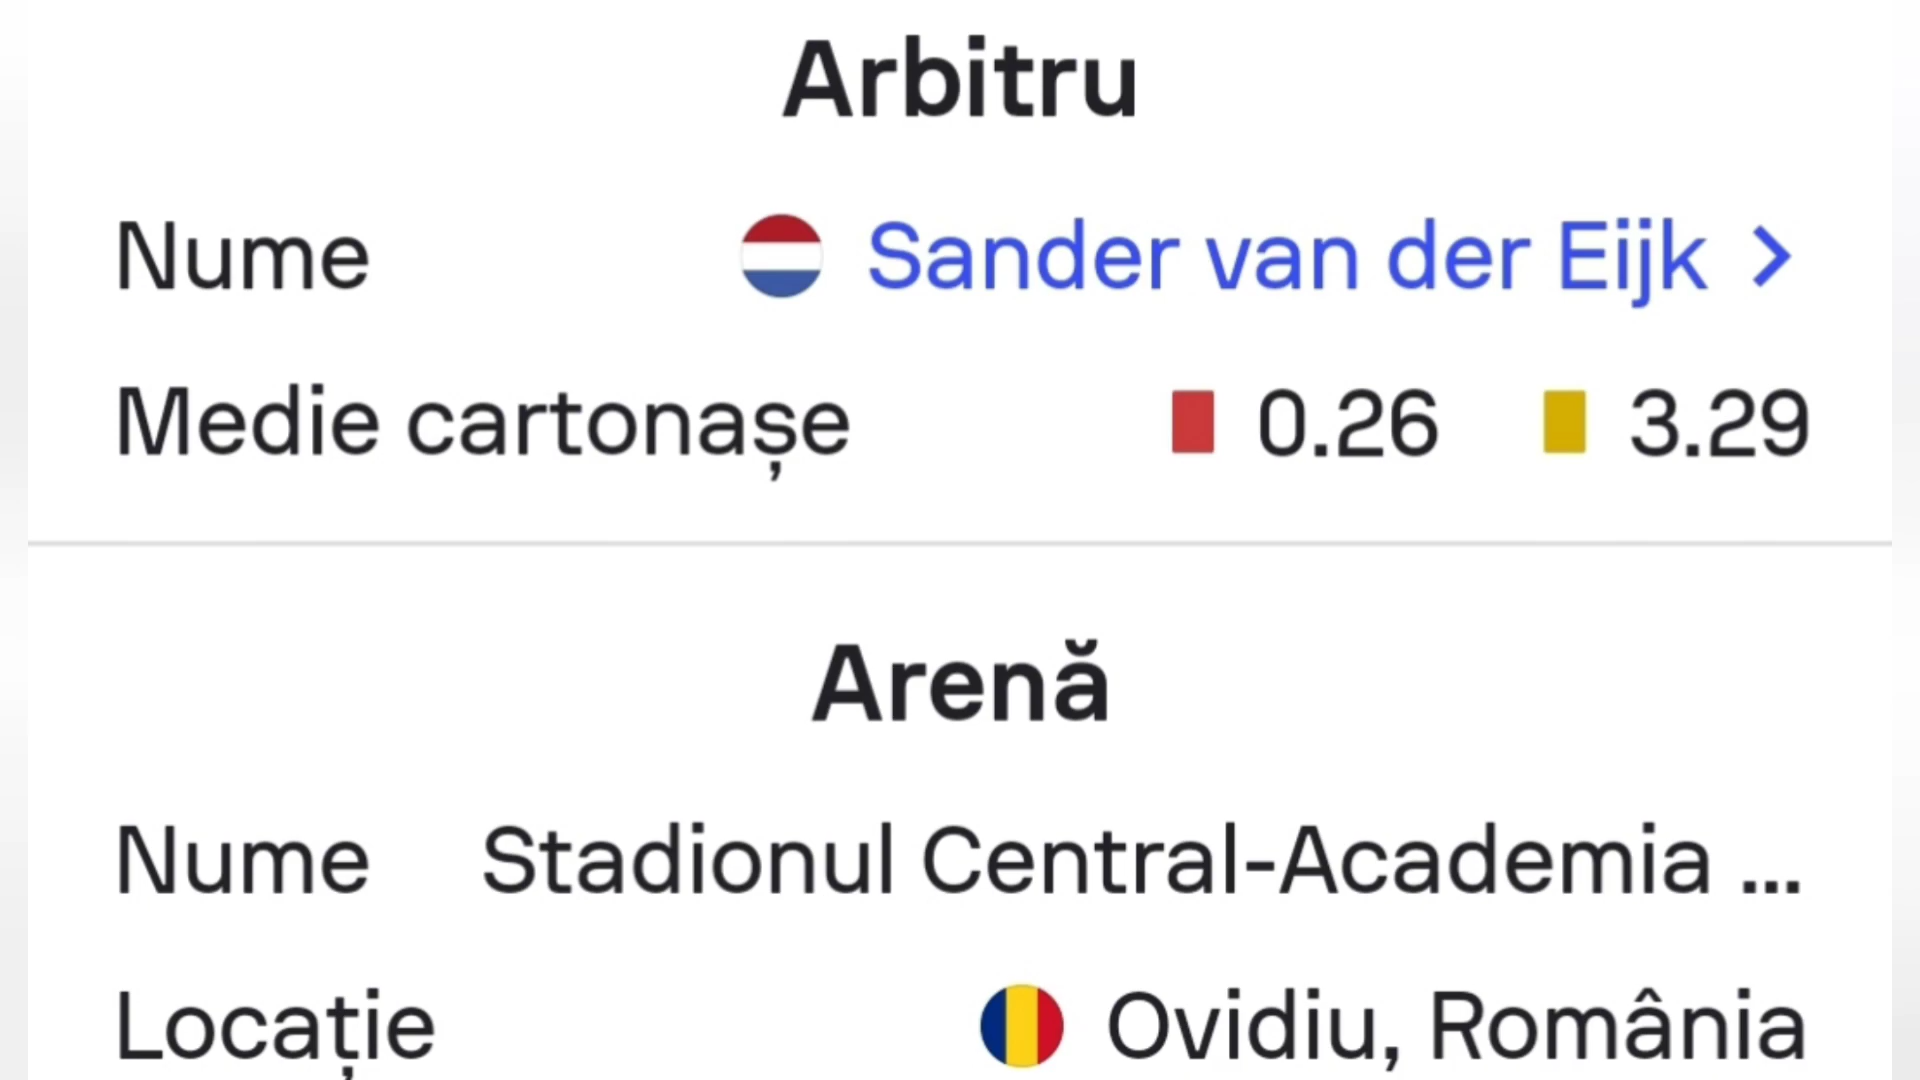 Arbitru
Nume Sander van der Eijk
Medie cartonașe 0.26 3.29
Arenă
Nume Stadionul Central-Academia ...
Locație Ovidiu, România